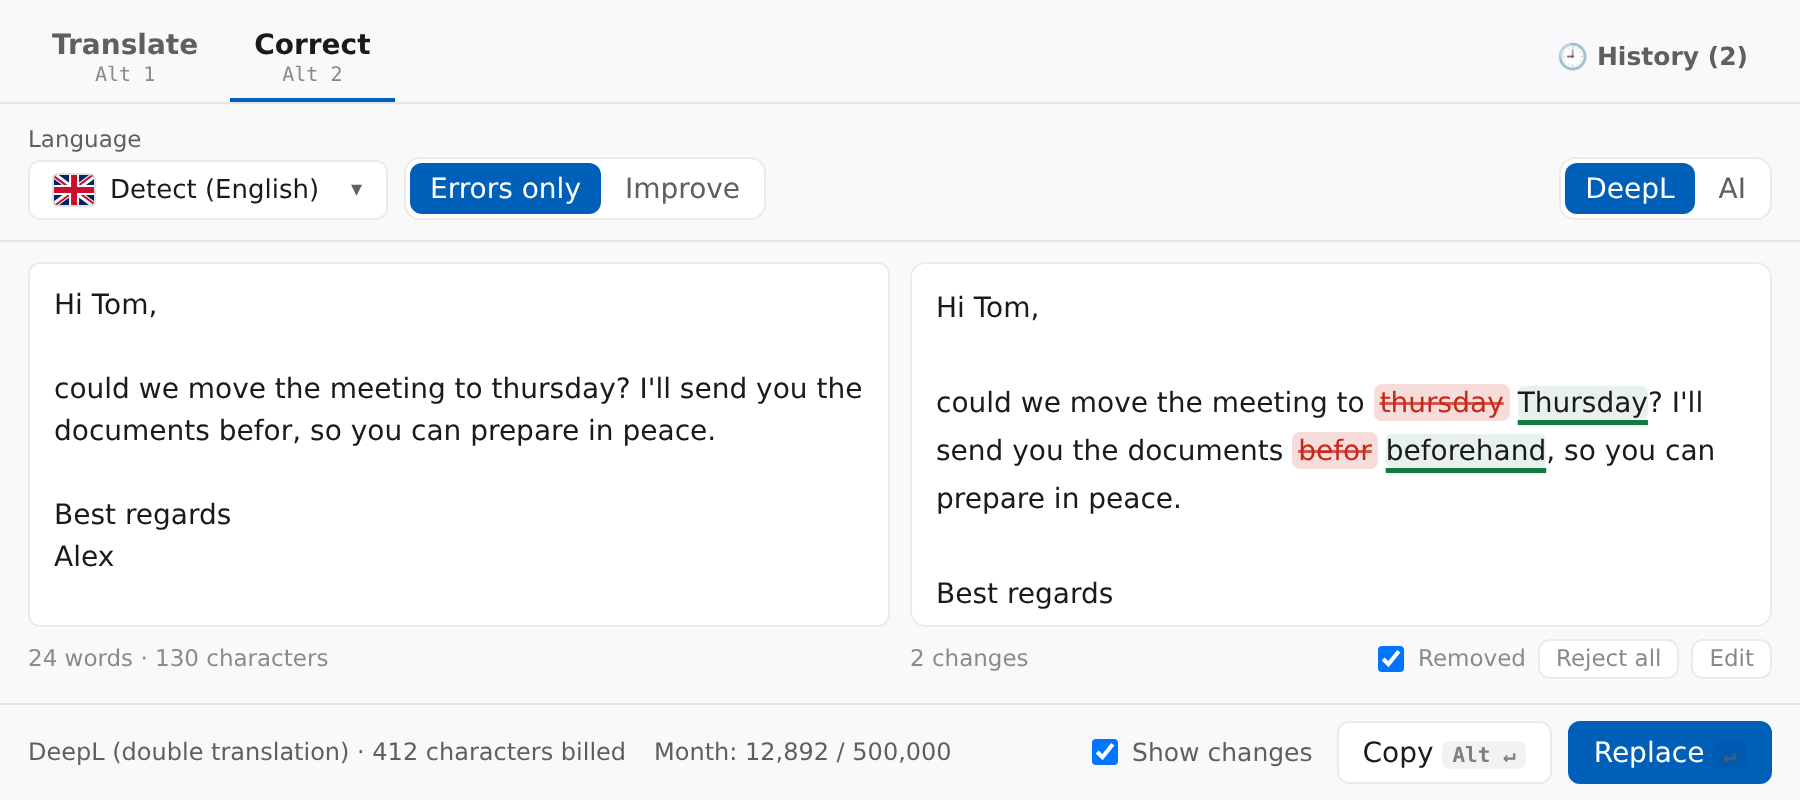 Translate
Alt 1
Correct
Alt 2
History (2)
Language
Detect (English)
Errors only
Improve
DeepL
AI
Hi Tom,
could we move the meeting to thursday? I'll send you the
documents befor, so you can prepare in peace.
Best regards
Alex
24 words · 130 characters
Hi Tom,
could we move the meeting to thursday Thursday? I'll
send you the documents befor beforehand, so you can
prepare in peace.
Best regards
2 changes
Removed
Reject all
Edit
DeepL (double translation) · 412 characters billed
Month: 12,892 / 500,000
Show changes
Copy Alt ↵
Replace ↵